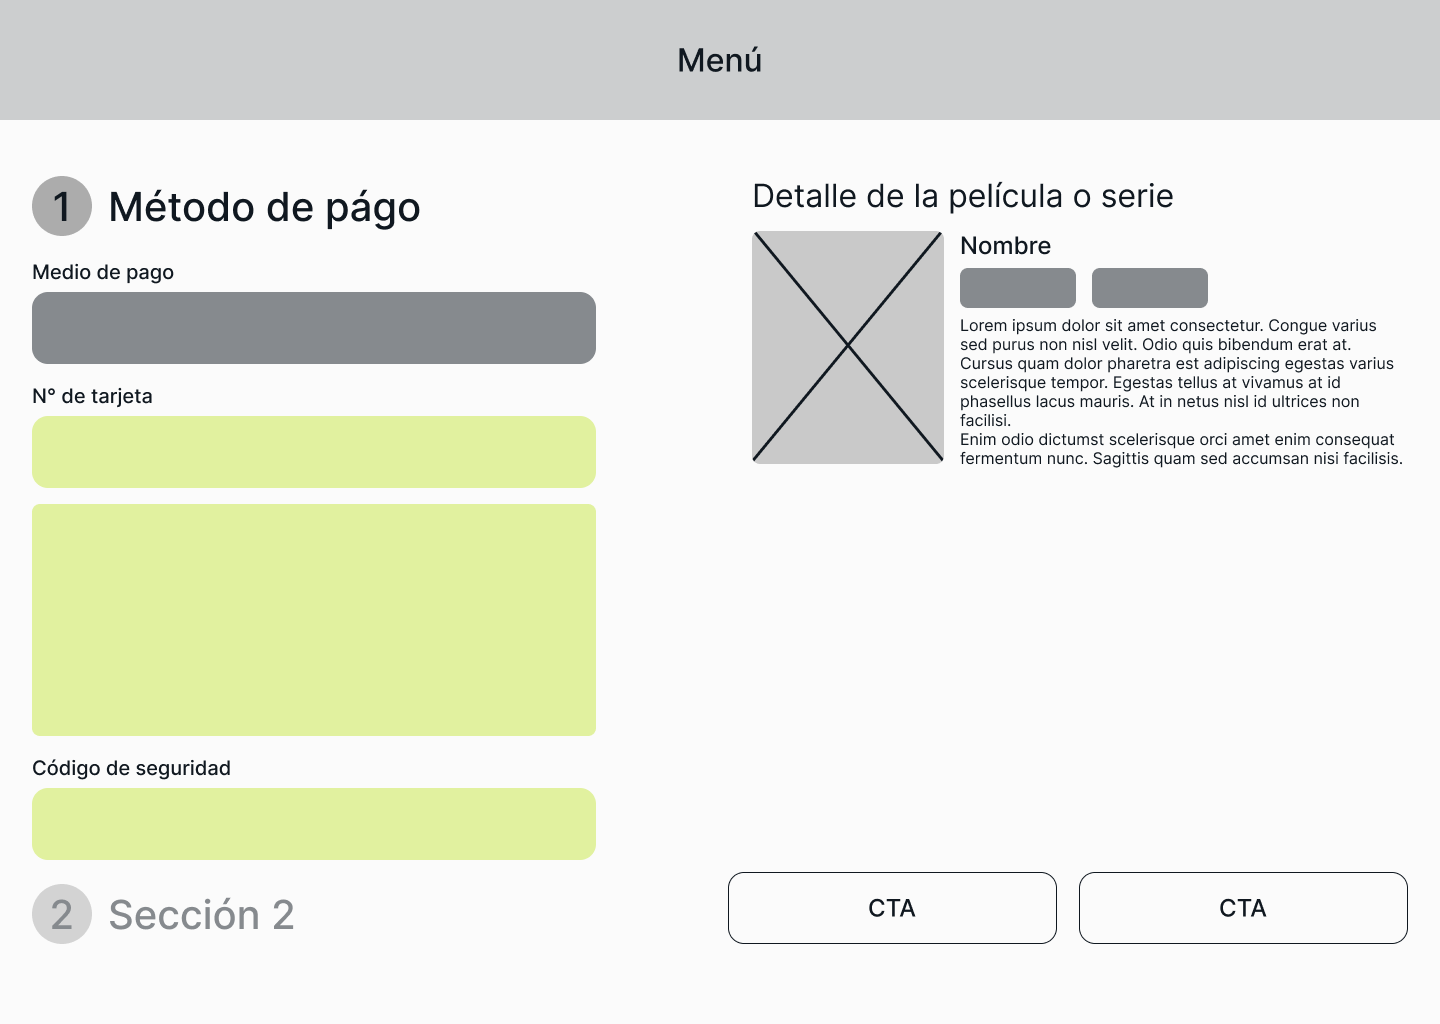 Menú
1 Método de págo
Medio de pago
N° de tarjeta
Código de seguridad
2 Sección 2
Detalle de la película o serie
Nombre
Lorem ipsum dolor sit amet consectetur. Congue varius
sed purus non nisl velit. Odio quis bibendum erat at.
Cursus quam dolor pharetra est adipiscing egestas varius
scelerisque tempor. Egestas tellus at vivamus at id
phasellus lacus mauris. At in netus nisl id ultrices non
facilisi.
Enim odio dictumst scelerisque orci amet enim consequat
fermentum nunc. Sagittis quam sed accumsan nisi facilisis.
CTA
CTA